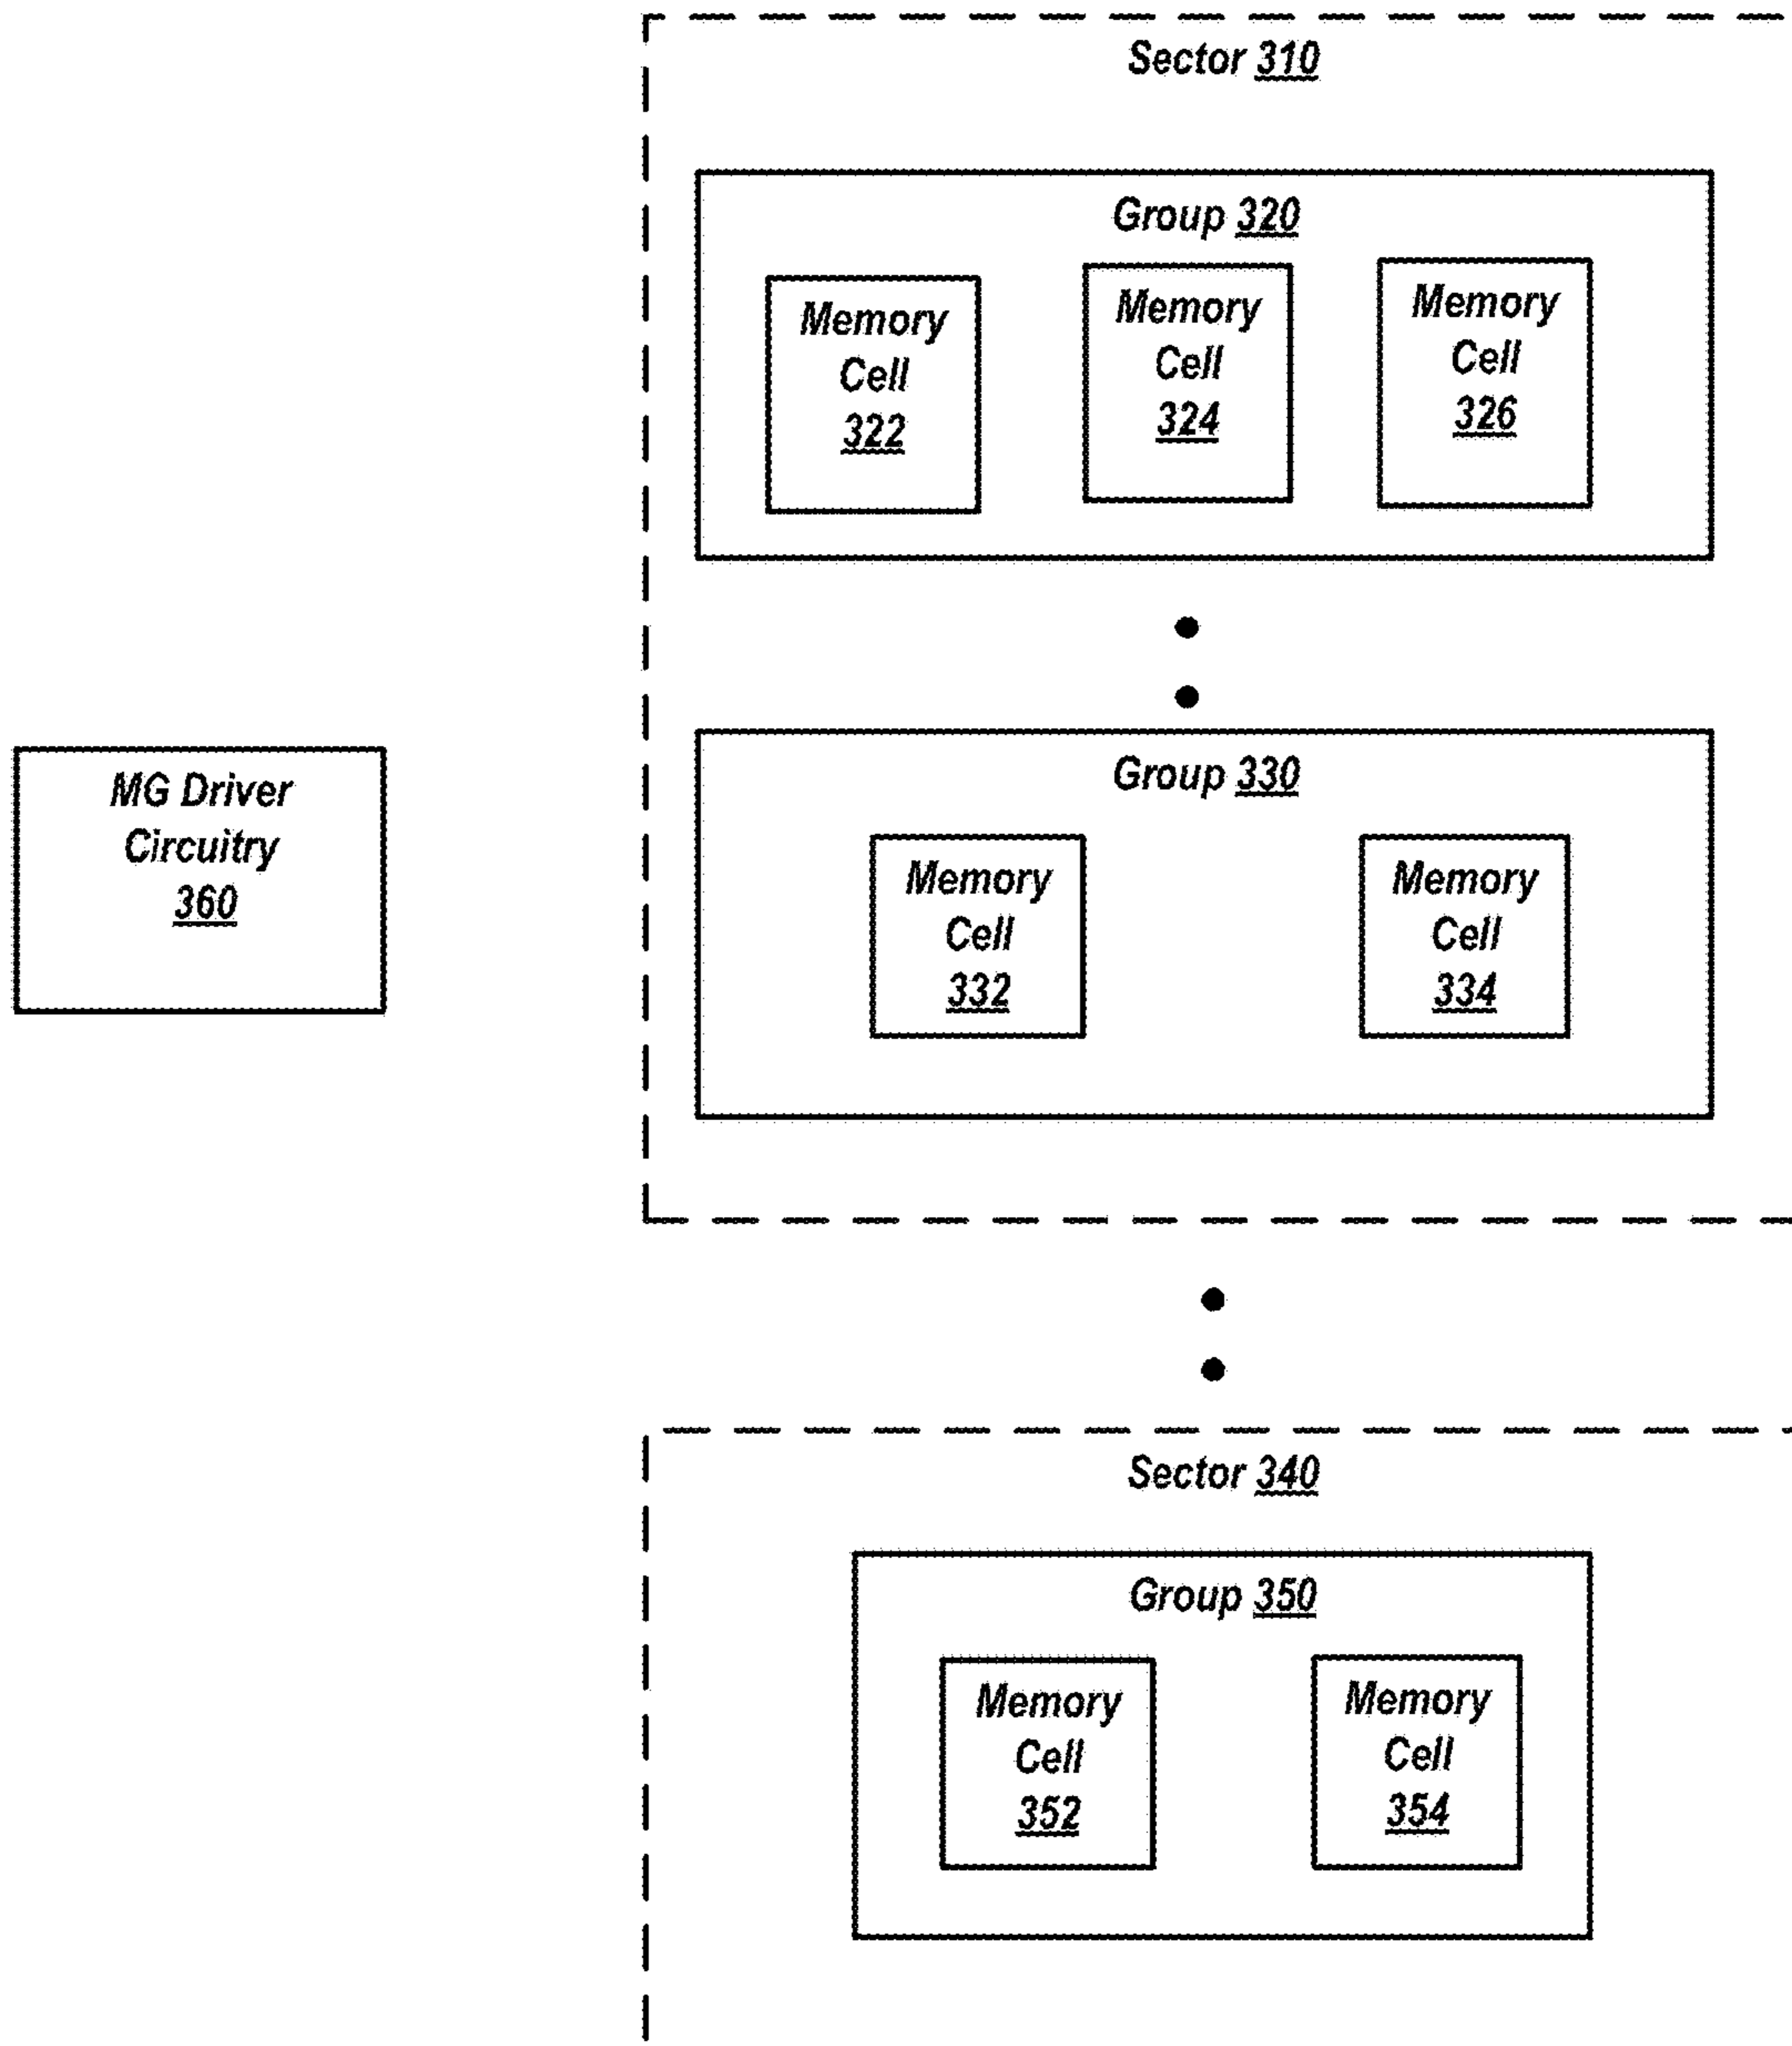 Sector 310
Group 320
Memory
Cell
322
Memory
Cell
324
Memory
Cell
326
MG Driver
Circuitry
360
Group 330
Memory
Cell
332
Memory
Cell
334
Sector 340
Group 350
Memory
Cell
352
Memory
Cell
354